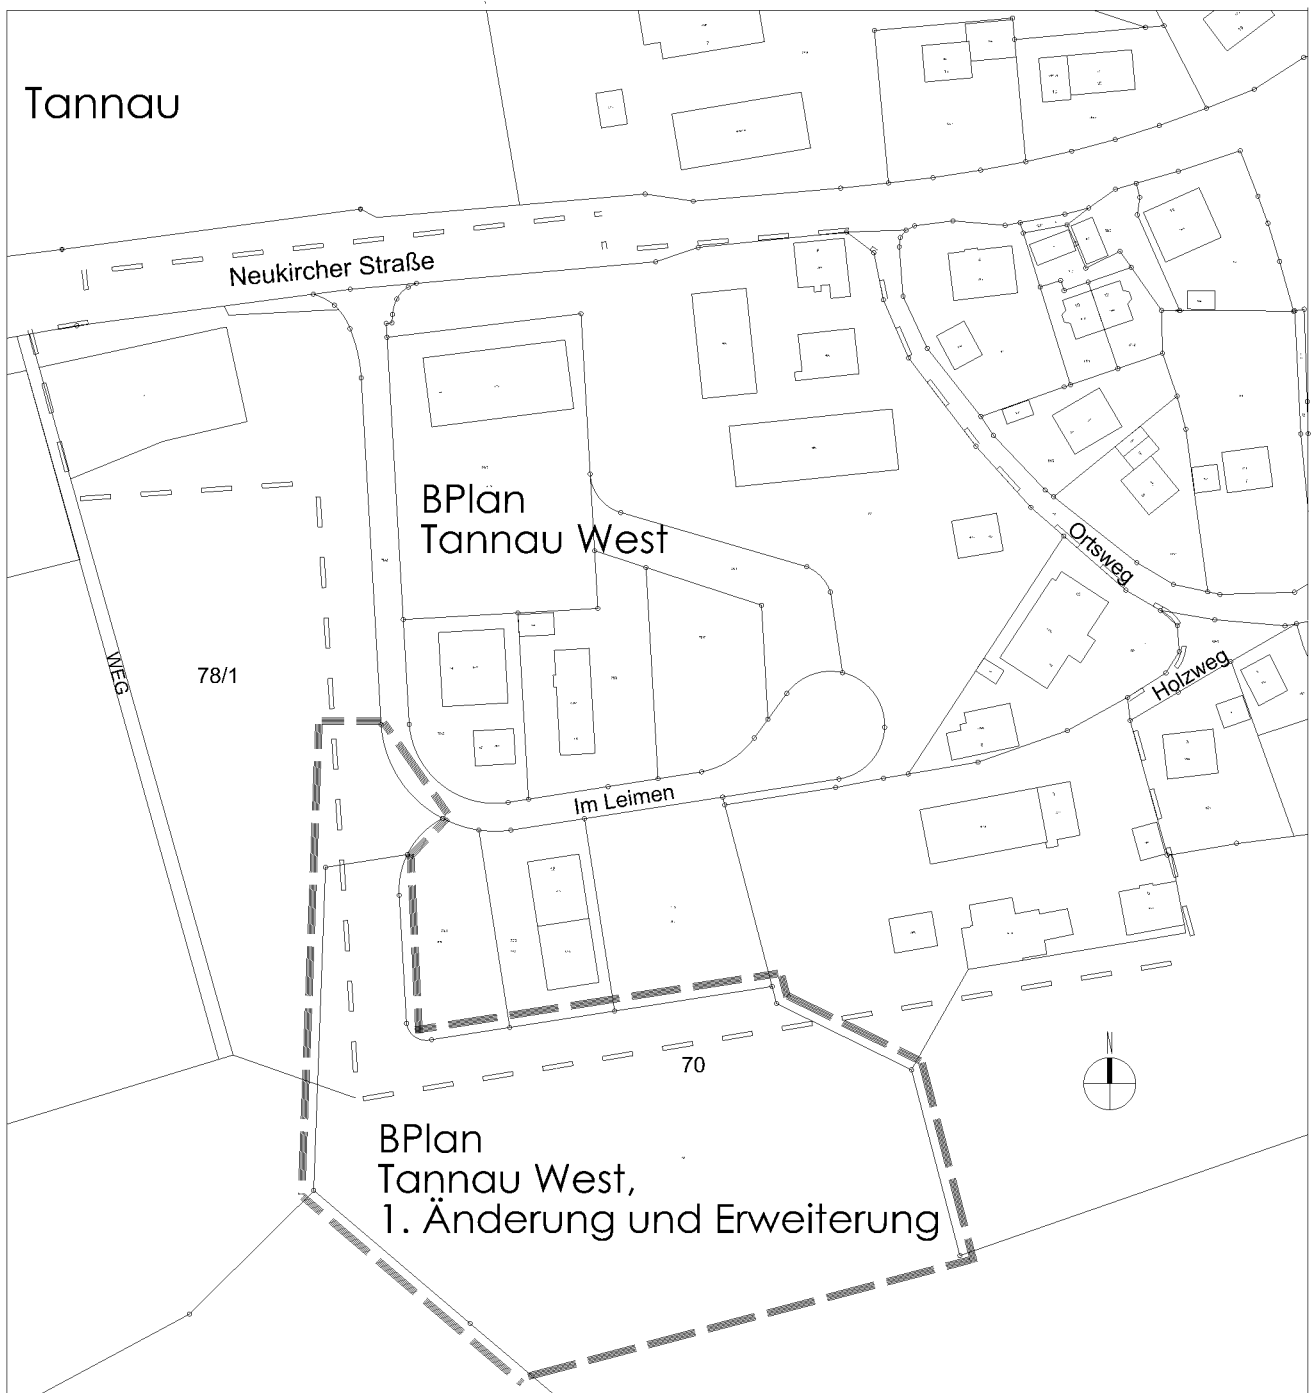 Tannau
Neukircher Straße
BPlan
Tannau West
Ortsweg
WEG
78/1
Holzweg
Im Leimen
70
N
BPlan
Tannau West,
1. Änderung und Erweiterung